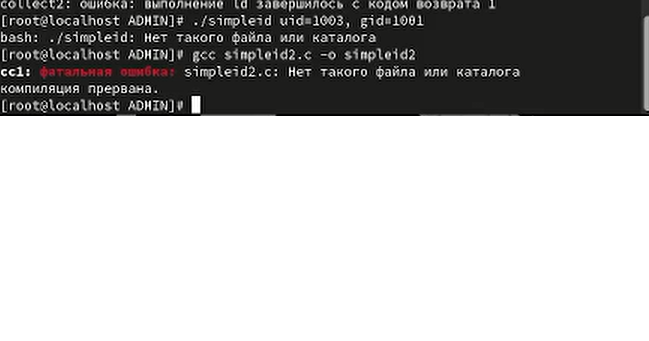 collect2: ошибка: выполнение ld завершилось с кодом возврата 1
[root@localhost ADMIN]# ./simpleid uid=1003, gid=1001
bash: ./simpleid: Нет такого файла или каталога
[root@localhost ADMIN]# gcc simpleid2.c -o simpleid2
cc1: фатальная ошибка: simpleid2.c: Нет такого файла или каталога
компиляция прервана.
[root@localhost ADMIN]#